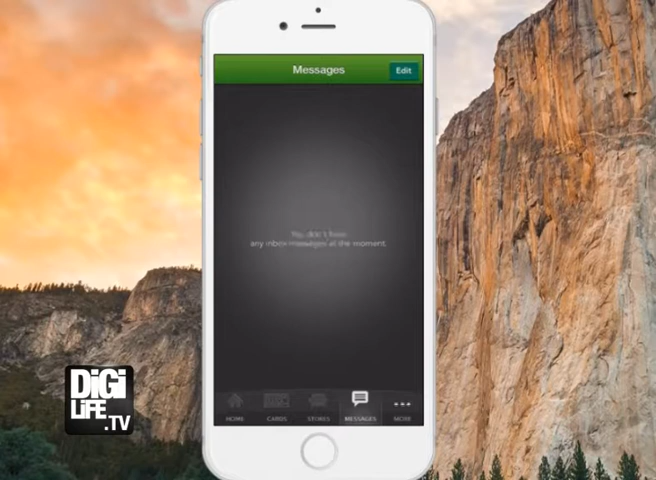 Messages
Edit
You don't have
any inbox messages at the moment.
HOME
CARDS
STORES
MESSAGES
MORE
DiGi
LiFE
.TV